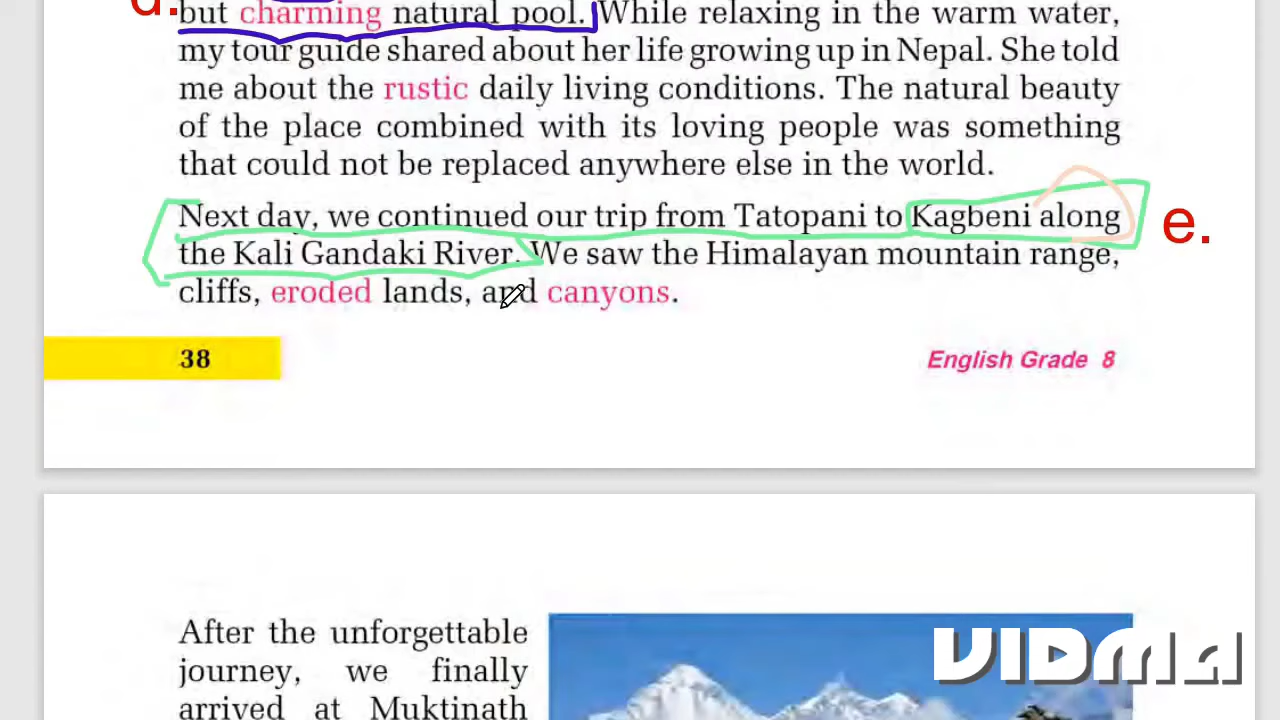 d.
but charming natural pool. While relaxing in the warm water,
my tour guide shared about her life growing up in Nepal. She told
me about the rustic daily living conditions. The natural beauty
of the place combined with its loving people was something
that could not be replaced anywhere else in the world.
Next day, we continued our trip from Tatopani to Kagbeni along
the Kali Gandaki River. We saw the Himalayan mountain range,
cliffs, eroded lands, and canyons.
e.
38
English Grade 8
After the unforgettable
journey, we finally
arrived at Muktinath
VIDMA